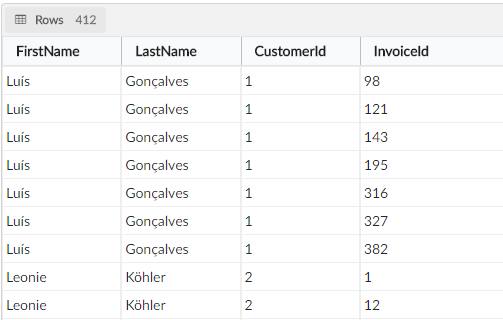 Rows 412
FirstName LastName CustomerId InvoiceId
Luís Gonçalves 1 98
Luís Gonçalves 1 121
Luís Gonçalves 1 143
Luís Gonçalves 1 195
Luís Gonçalves 1 316
Luís Gonçalves 1 327
Luís Gonçalves 1 382
Leonie Köhler 2 1
Leonie Köhler 2 12